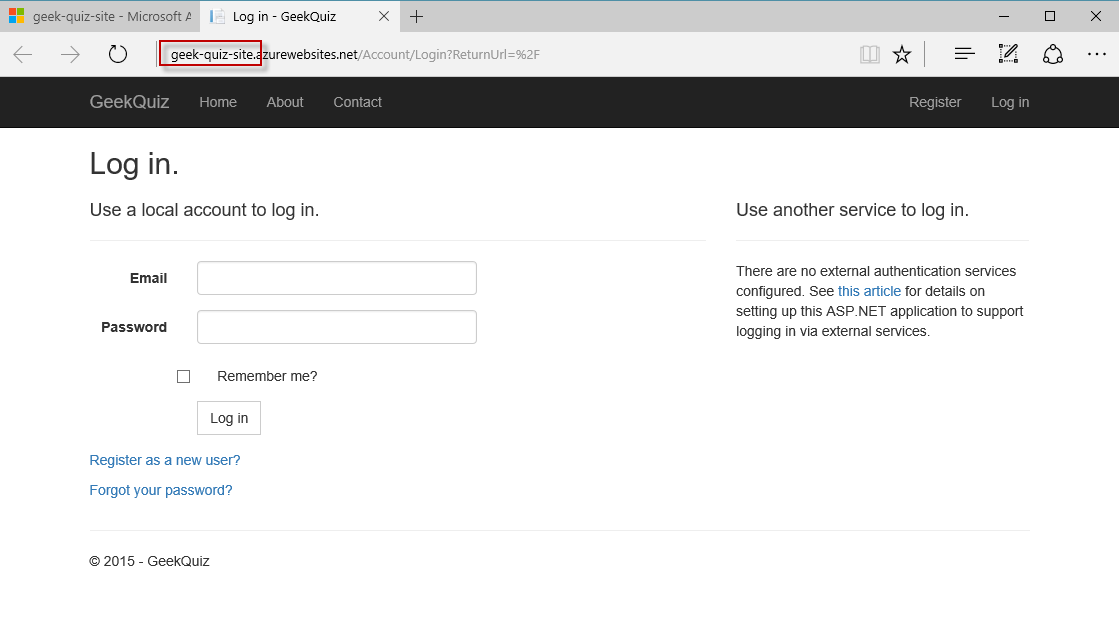 geek-quiz-site - Microsoft A
Log in - GeekQuiz
geek-quiz-site.azurewebsites.net/Account/Login?ReturnUrl=%2F
GeekQuiz Home About Contact Register Log in
Log in.
Use a local account to log in.
Email
Password
Remember me?
Log in
Register as a new user?
Forgot your password?
Use another service to log in.
There are no external authentication services
configured. See this article for details on
setting up this ASP.NET application to support
logging in via external services.
© 2015 - GeekQuiz